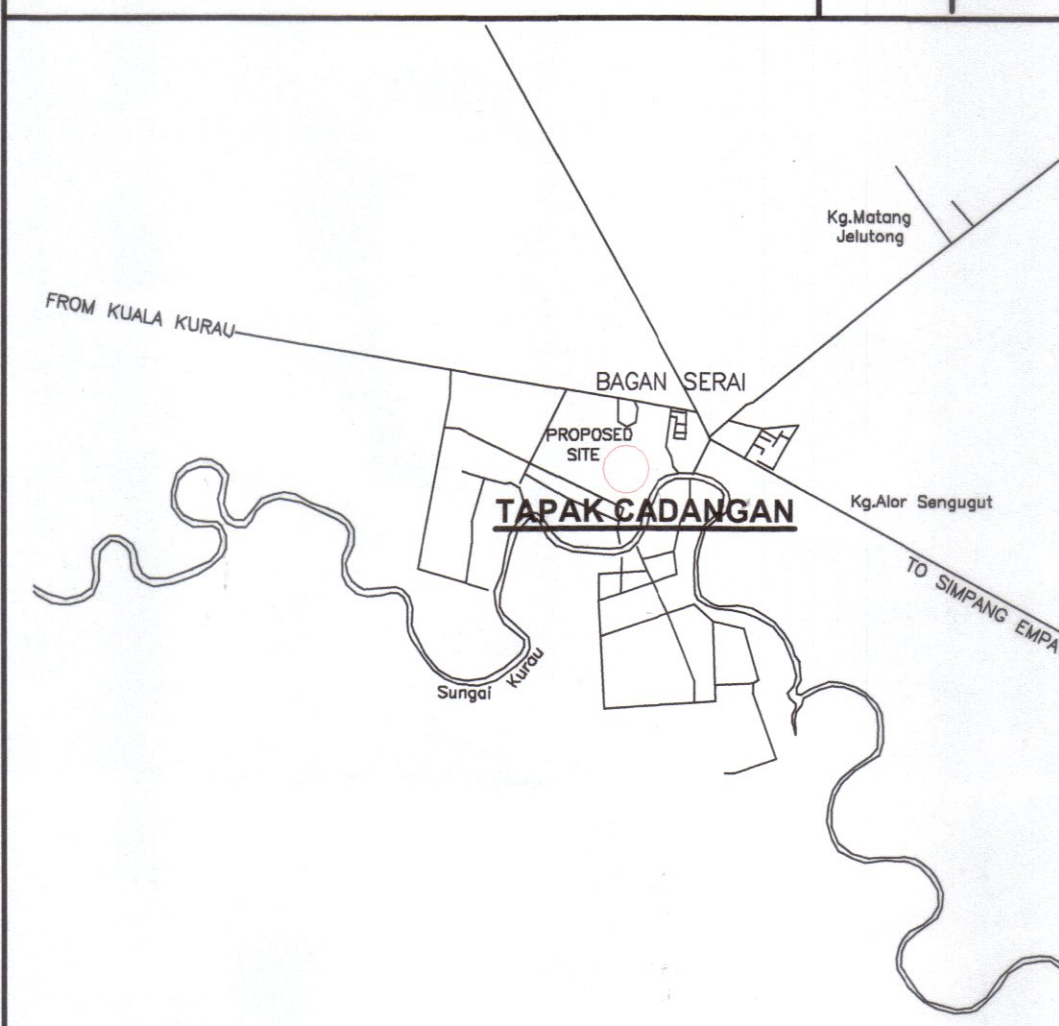 Kg.Matang
Jelutong
FROM KUALA KURAU
BAGAN SERAI
PROPOSED
SITE
TAPAK CADANGAN
Kg.Alor Sengugut
TO SIMPANG EMPA
Sungai Kurau